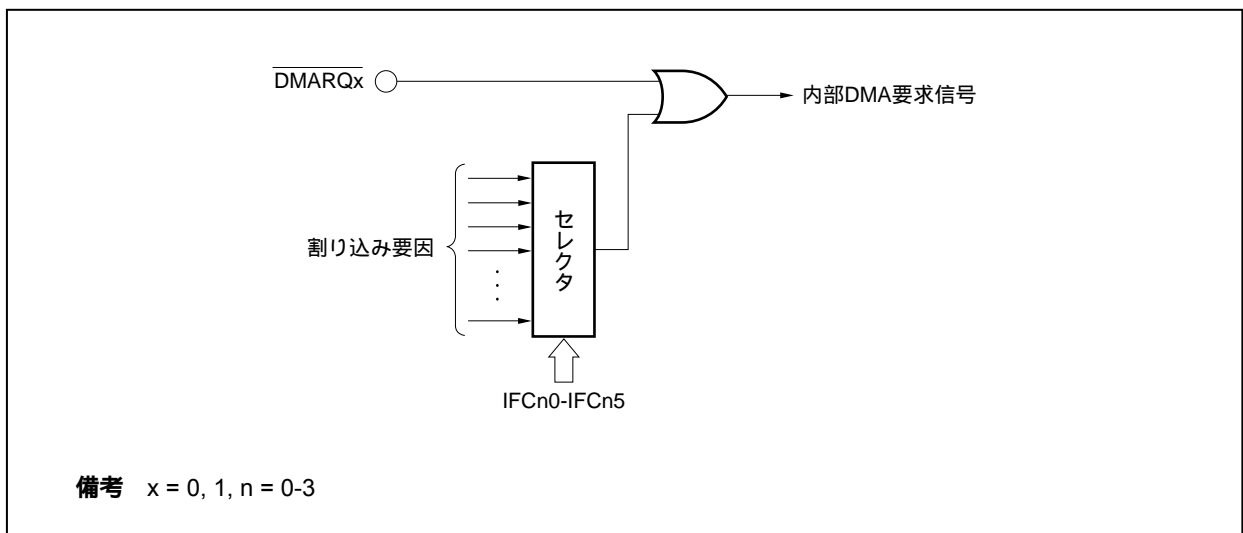 DMARQx
内部DMA要求信号
割り込み要因
セレクタ
IFCn0-IFCn5
備考 x = 0, 1, n = 0-3